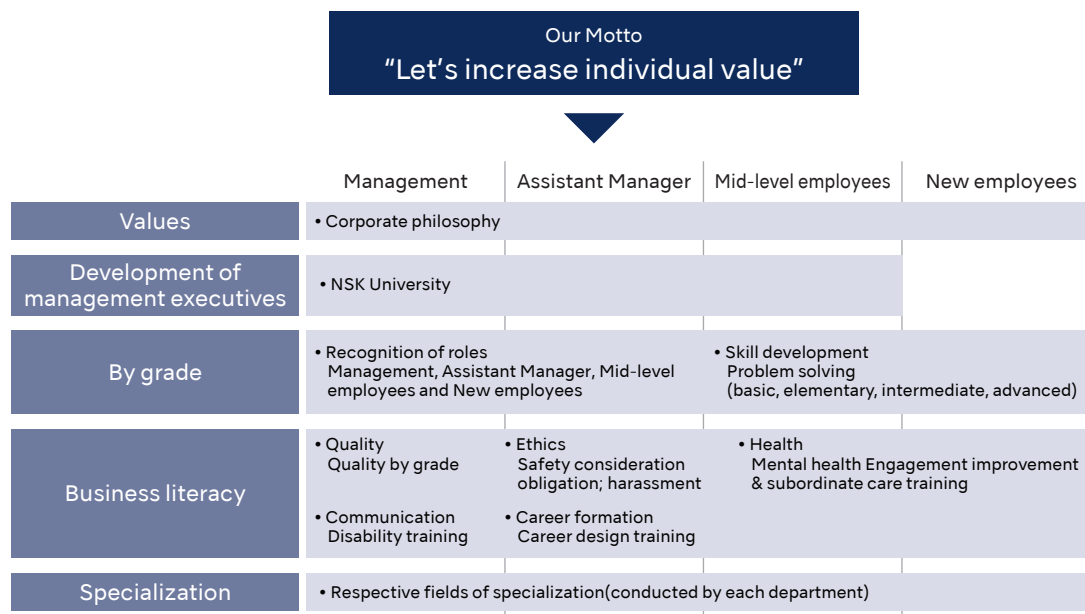 Our Motto
“Let’s increase individual value”
Management
Assistant Manager
Mid-level employees
New employees
Values
• Corporate philosophy
Development of
management executives
• NSK University
By grade
• Recognition of roles
Management, Assistant Manager, Mid-level
employees and New employees
• Skill development
Problem solving
(basic, elementary, intermediate, advanced)
Business literacy
• Quality
Quality by grade
• Ethics
Safety consideration
obligation; harassment
• Health
Mental health Engagement improvement
& subordinate care training
• Communication
Disability training
• Career formation
Career design training
Specialization
• Respective fields of specialization(conducted by each department)